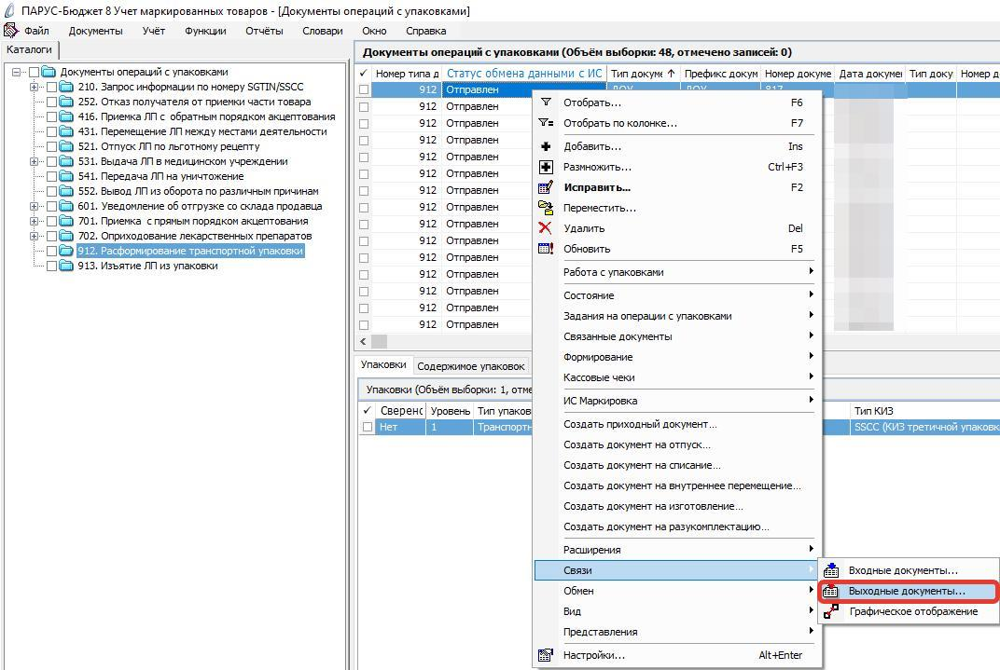 ПАРУС-Бюджет 8 Учет маркированных товаров - [Документы операций с упаковками]
Файл Документы Учёт Функции Отчёты Словари Окно Справка
Каталоги
Документы операций с упаковками
210. Запрос информации по номеру SGTIN/SSCC
252. Отказ получателя от приемки части товара
416. Приемка ЛП с обратным порядком акцептования
431. Перемещение ЛП между местами деятельности
521. Отпуск ЛП по льготному рецепту
531. Выдача ЛП в медицинском учреждении
541. Передача ЛП на уничтожение
552. Вывод ЛП из оборота по различным причинам
601. Уведомление об отгрузке со склада продавца
701. Приемка с прямым порядком акцептования
702. Оприходование лекарственных препаратов
912. Расформирование транспортной упаковки
913. Изъятие ЛП из упаковки
Документы операций с упаковками (Объём выборки: 48, отмечено записей: 0)
Номер типа д Статус обмена данными с ИС Тип докуме Префикс докум Номер докуме Дата докумен Тип доку Номер д
912 Отправлен ДОУ ДОУ 817
912 Отправлен
912 Отправлен
912 Отправлен
912 Отправлен
912 Отправлен
912 Отправлен
912 Отправлен
912 Отправлен
912 Отправлен
912 Отправлен
912 Отправлен
912 Отправлен
912 Отправлен
912 Отправлен
Упаковки Содержимое упаковок
Упаковки (Объём выборки: 1, отме
Сверено Уровень Тип упаков Тип КИЗ
Нет 1 Транспортн SSCC (КИЗ третичной упаковк
Отобрать... F6
Отобрать по колонке... F7
Добавить... Ins
Размножить... Ctrl+F3
Исправить... F2
Переместить...
Удалить Del
Обновить F5
Работа с упаковками
Состояние
Задания на операции с упаковками
Связанные документы
Формирование
Кассовые чеки
ИС Маркировка
Создать приходный документ...
Создать документ на отпуск...
Создать документ на списание...
Создать документ на внутреннее перемещение...
Создать документ на изготовление...
Создать документ на разукомплектацию...
Расширения
Связи
Обмен
Вид
Представления
Настройки... Alt+Enter
Входные документы...
Выходные документы...
Графическое отображение